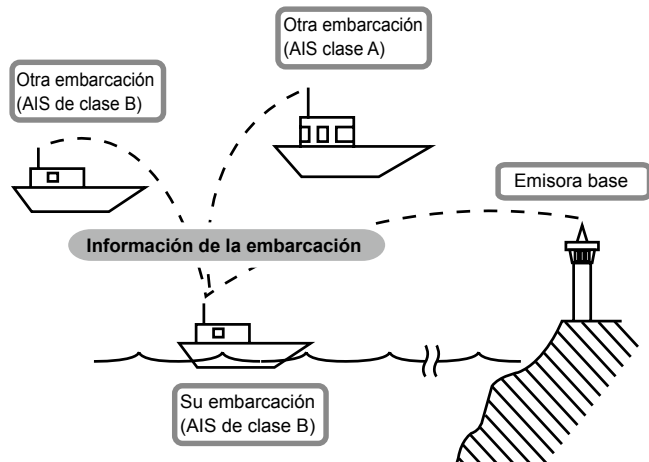 Otra embarcación
(AIS clase A)
Otra embarcación
(AIS de clase B)
Emisora base
Información de la embarcación
Su embarcación
(AIS de clase B)